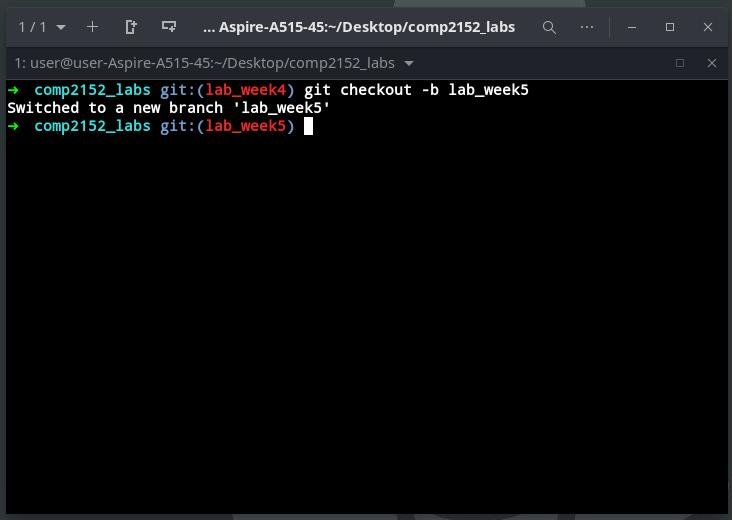 1 / 1 ... Aspire-A515-45:~/Desktop/comp2152_labs
1: user@user-Aspire-A515-45:~/Desktop/comp2152_labs
➜ comp2152_labs git:(lab_week4) git checkout -b lab_week5
Switched to a new branch 'lab_week5'
➜ comp2152_labs git:(lab_week5)